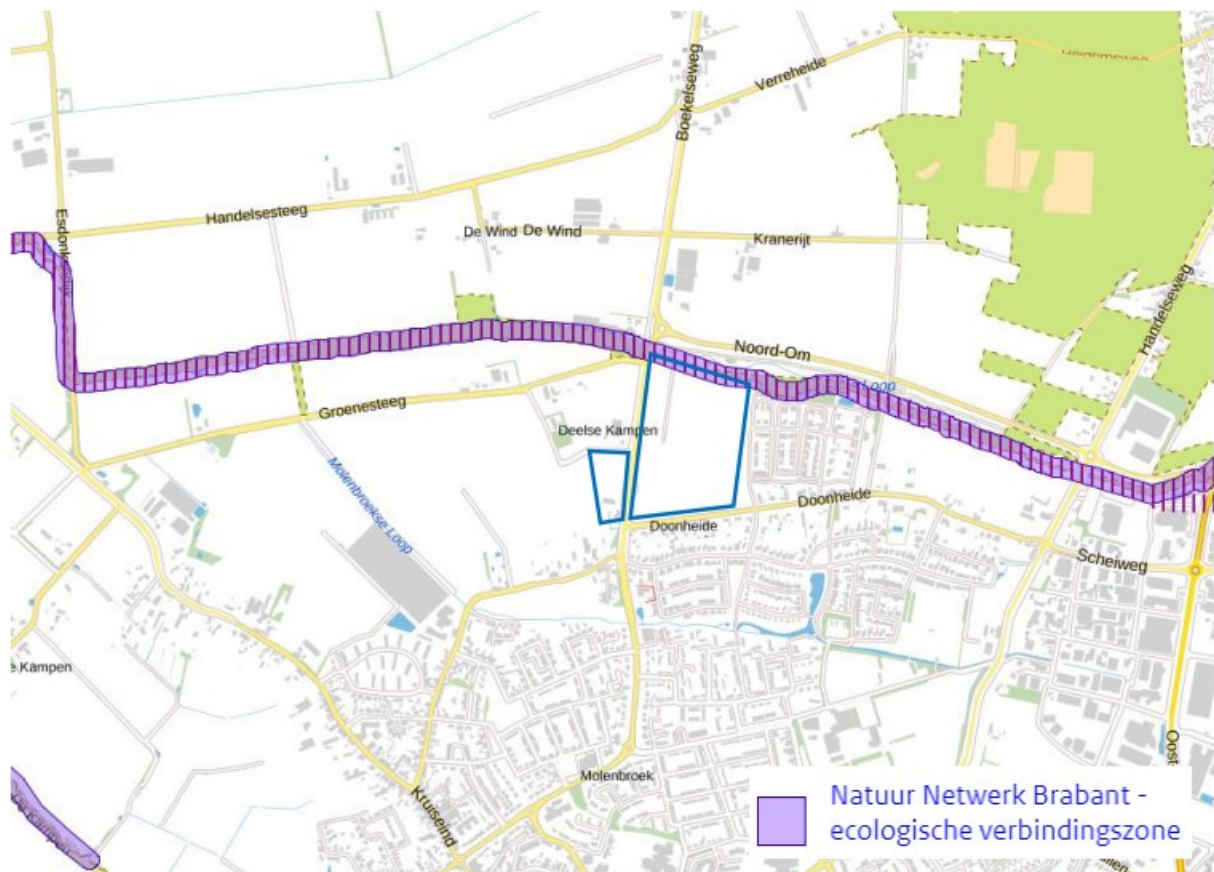 Boekelseweg
Verreheide
Handelsesteeg
De Wind De Wind
Kranerijt
Handelseweg
Noord-Om
Loop
Groenesteeg
Deelse Kampen
Molenbroekse Loop
Doonheide
Doonheide
Scheiweg
Kampen
Molenbroek
Kruiseind
Kampen
Natuur Netwerk Brabant -
ecologische verbindingszone